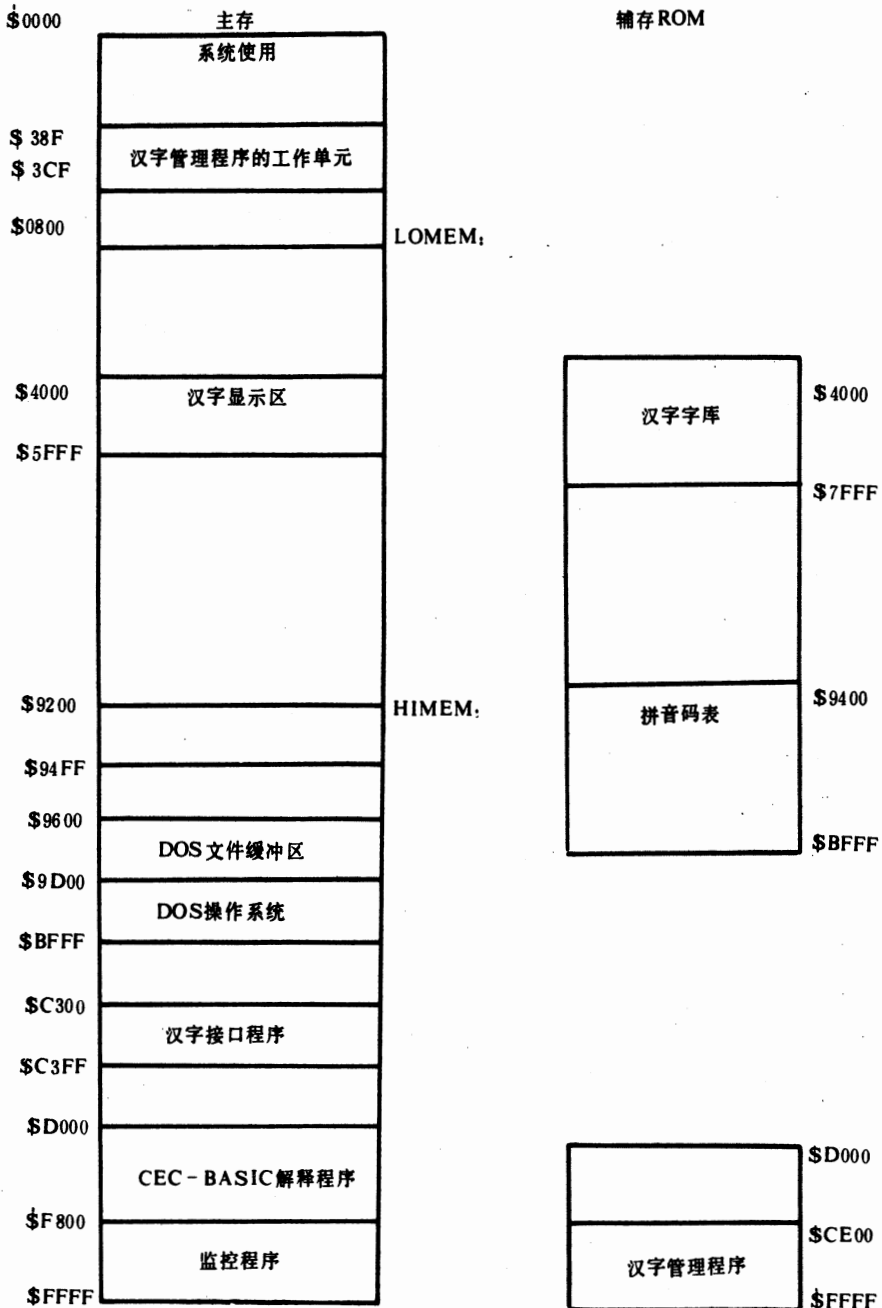 $0000 主存 辅存ROM
系统使用
$38F
汉字管理程序的工作单元
$3CF
$0800 LOMEM:
$4000 汉字显示区 $4000
汉字字库
$5FFF
$7FFF
$9200 HIMEM: $9400
拼音码表
$94FF
$9600
DOS文件缓冲区 $BFFF
$9D00
DOS操作系统
$BFFF
$C300
汉字接口程序
$C3FF
$D000
$D000
CEC-BASIC解释程序
$F800
$CE00
监控程序 汉字管理程序
$FFFF $FFFF